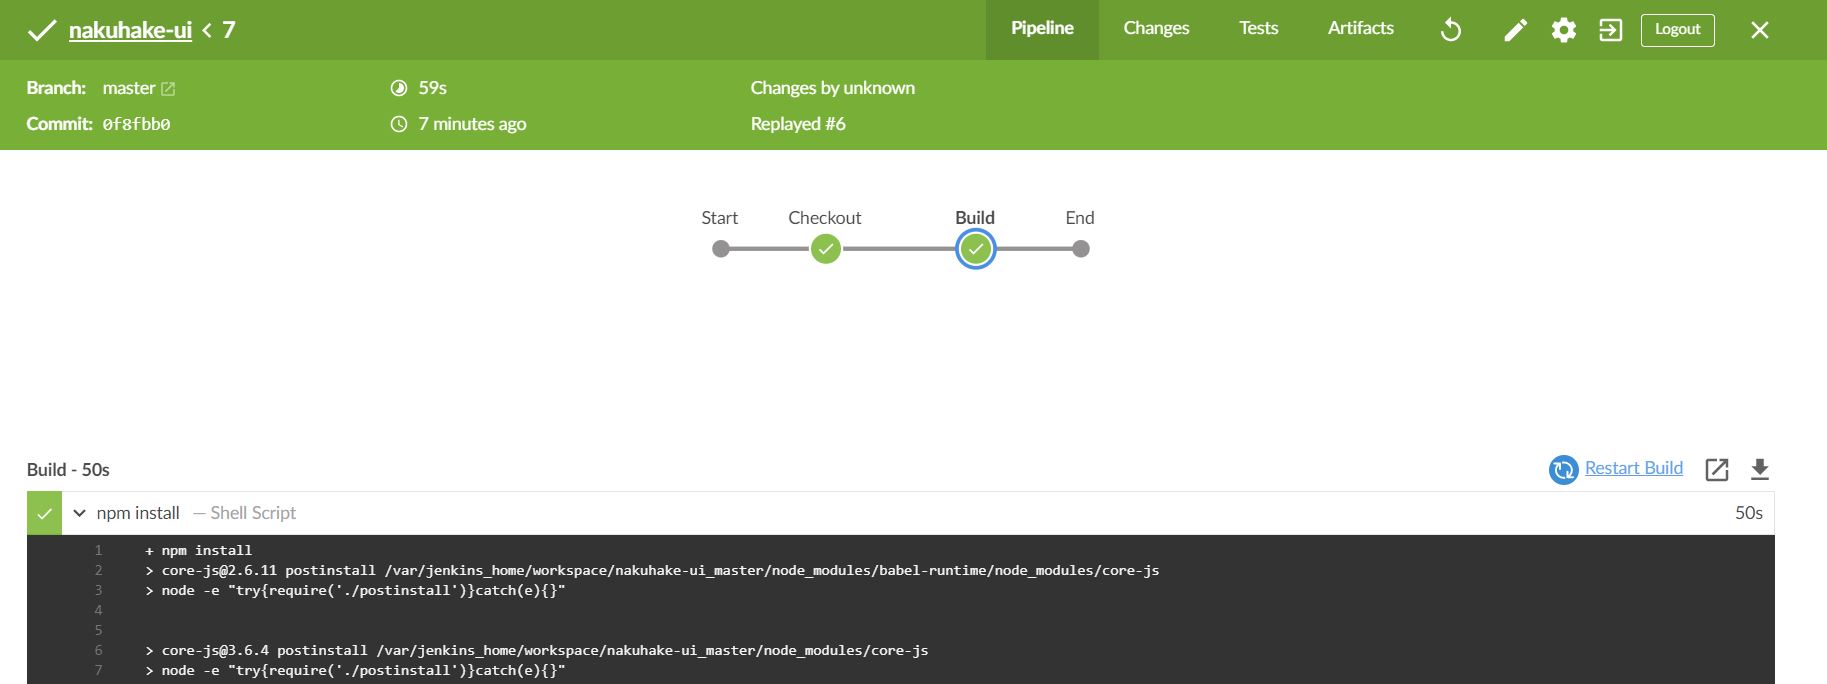 nakuhake-ui < 7
Pipeline Changes Tests Artifacts Logout
Branch: master 59s Changes by unknown
Commit: 0f8fbb0 7 minutes ago Replayed #6
Start Checkout Build End
Build - 50s Restart Build
npm install — Shell Script 50s
1 + npm install
2 > core-js@2.6.11 postinstall /var/jenkins_home/workspace/nakuhake-ui_master/node_modules/babel-runtime/node_modules/core-js
3 > node -e "try{require('./postinstall')}catch(e){}"
4
5
6 > core-js@3.6.4 postinstall /var/jenkins_home/workspace/nakuhake-ui_master/node_modules/core-js
7 > node -e "try{require('./postinstall')}catch(e){}"